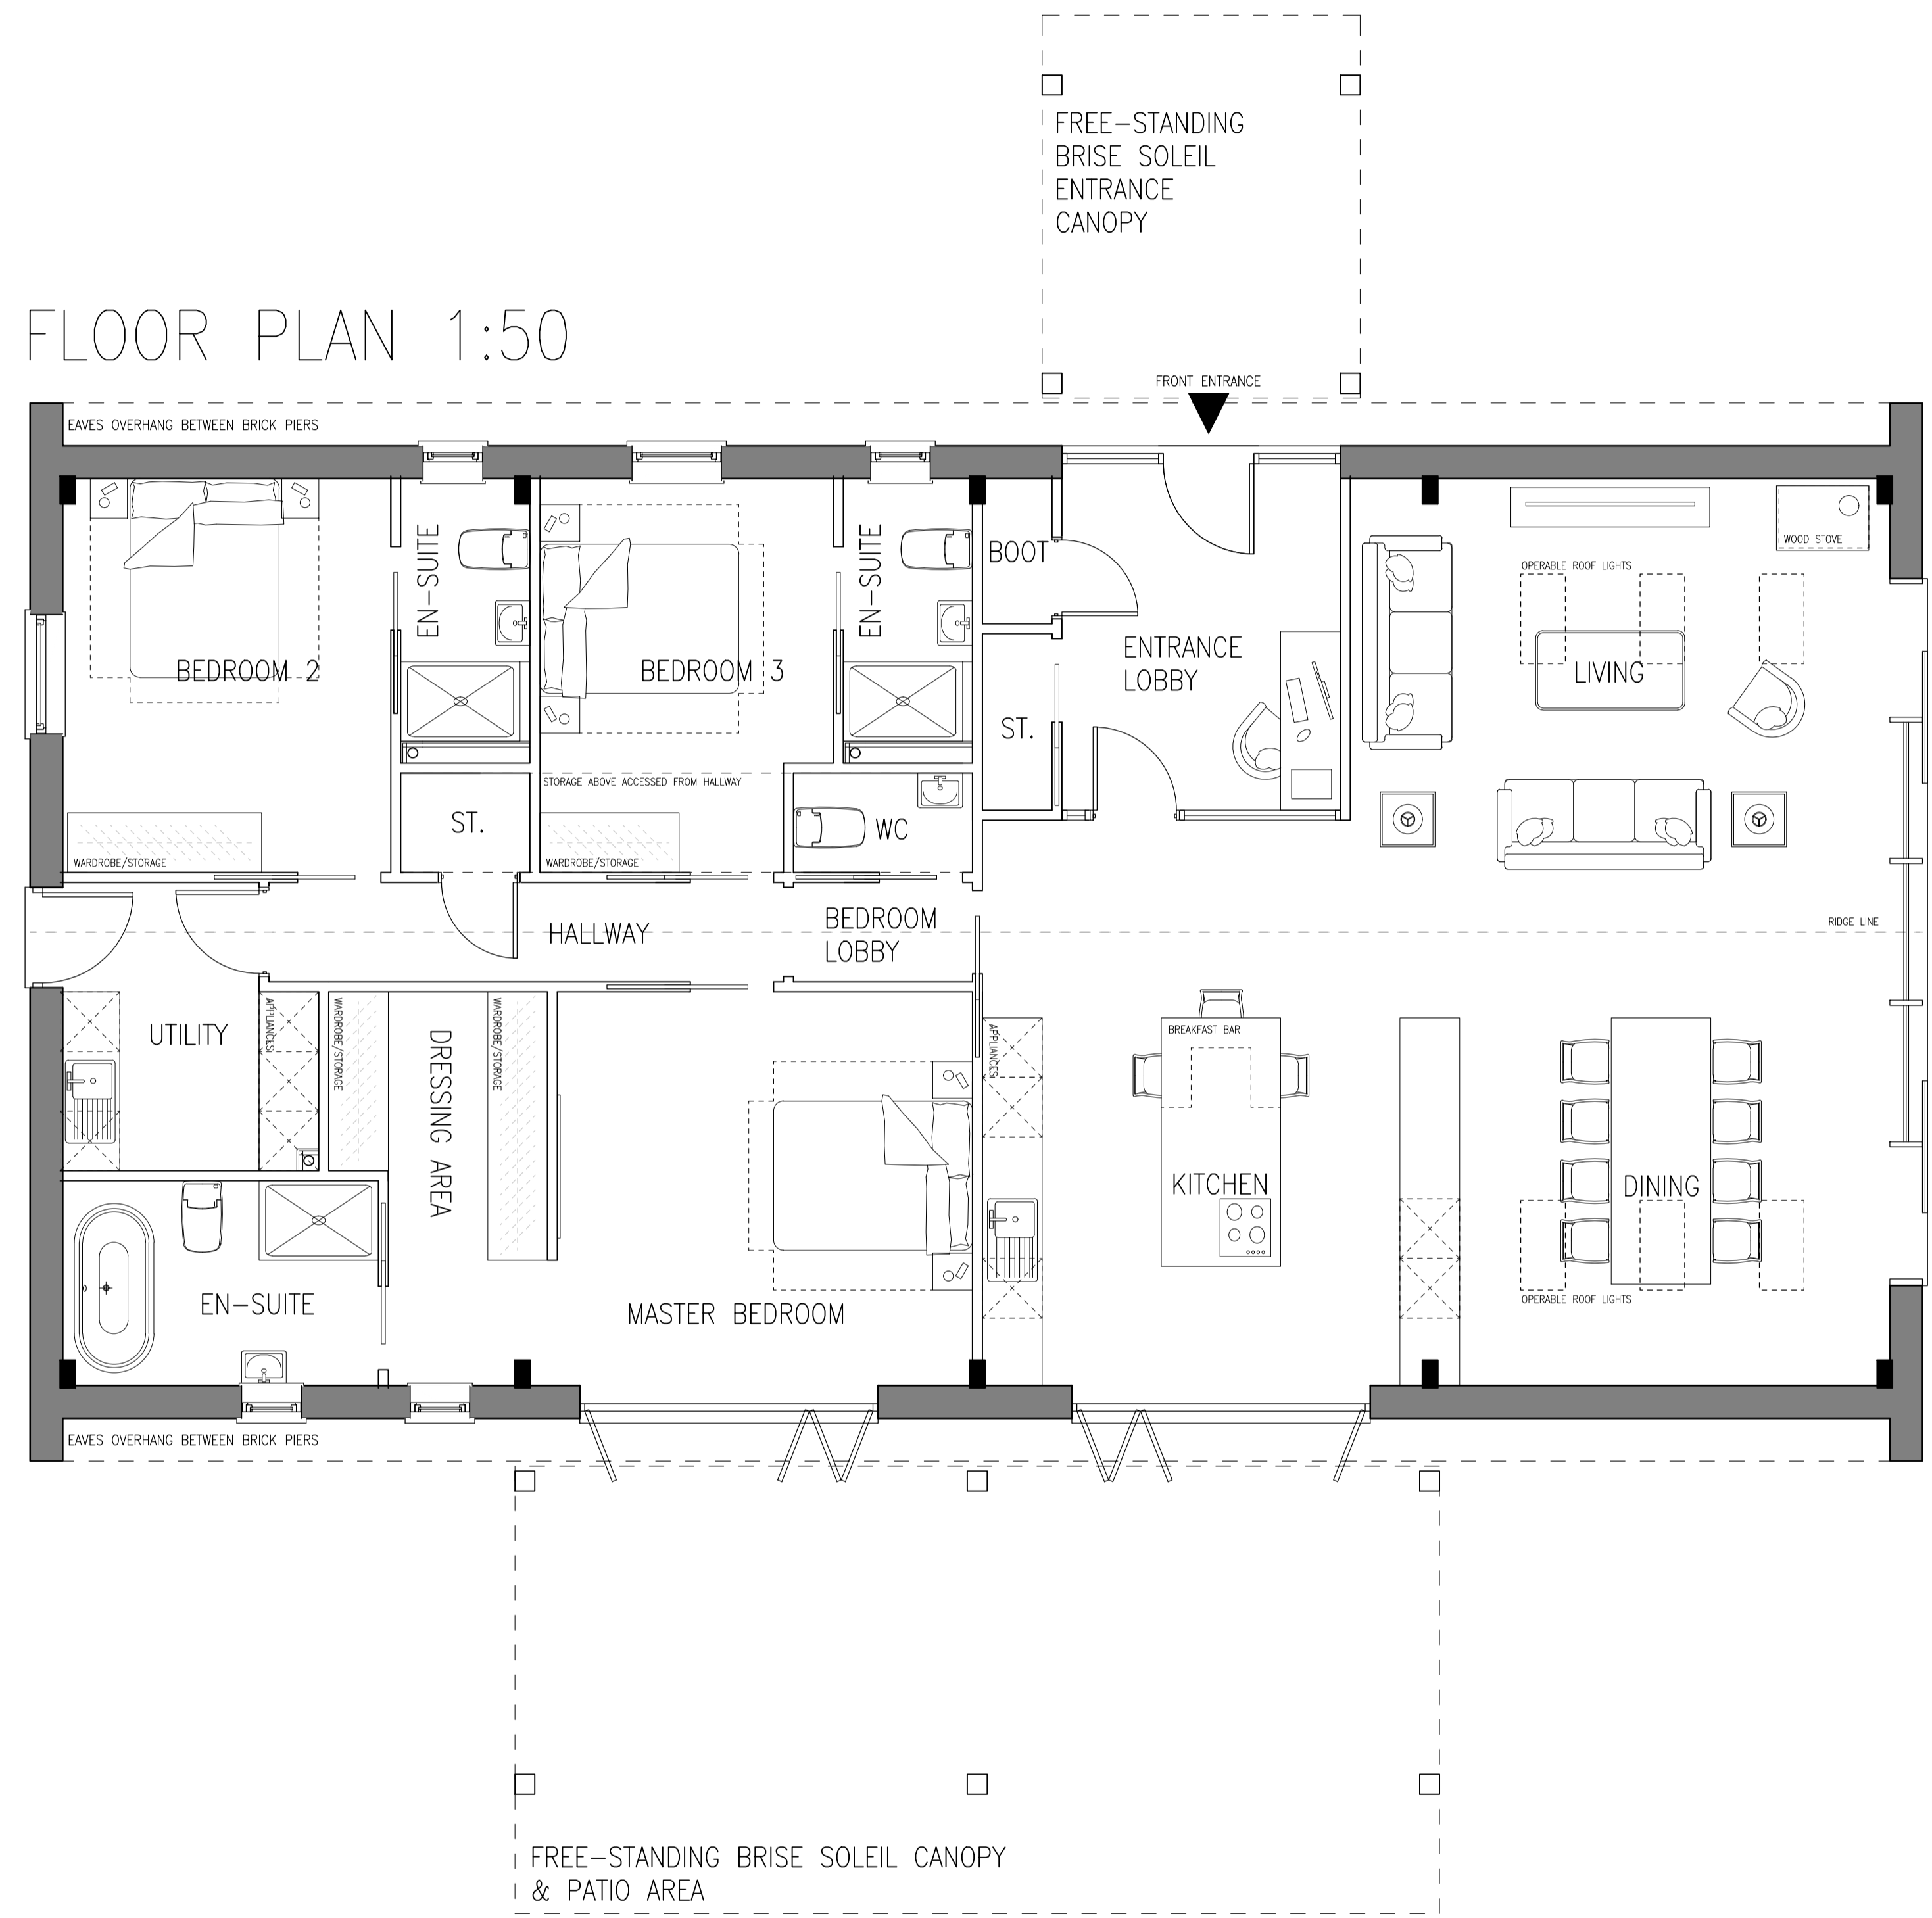 FREE-STANDING
BRISE SOLEIL
ENTRANCE
CANOPY
FLOOR PLAN 1:50
FRONT ENTRANCE
EAVES OVERHANG BETWEEN BRICK PIERS
EN-SUITE
EN-SUITE
BOOT
WOOD STOVE
OPERABLE ROOF LIGHTS
ENTRANCE
LOBBY
BEDROOM 2
BEDROOM 3
LIVING
ST.
STORAGE ABOVE ACCESSED FROM HALLWAY
ST.
WC
WARDROBE/STORAGE
WARDROBE/STORAGE
HALLWAY
BEDROOM
LOBBY
RIDGE LINE
UTILITY
APPLIANCES
WARDROBE/STORAGE
DRESSING AREA
WARDROBE/STORAGE
APPLIANCES
BREAKFAST BAR
KITCHEN
DINING
EN-SUITE
MASTER BEDROOM
OPERABLE ROOF LIGHTS
EAVES OVERHANG BETWEEN BRICK PIERS
FREE-STANDING BRISE SOLEIL CANOPY
& PATIO AREA